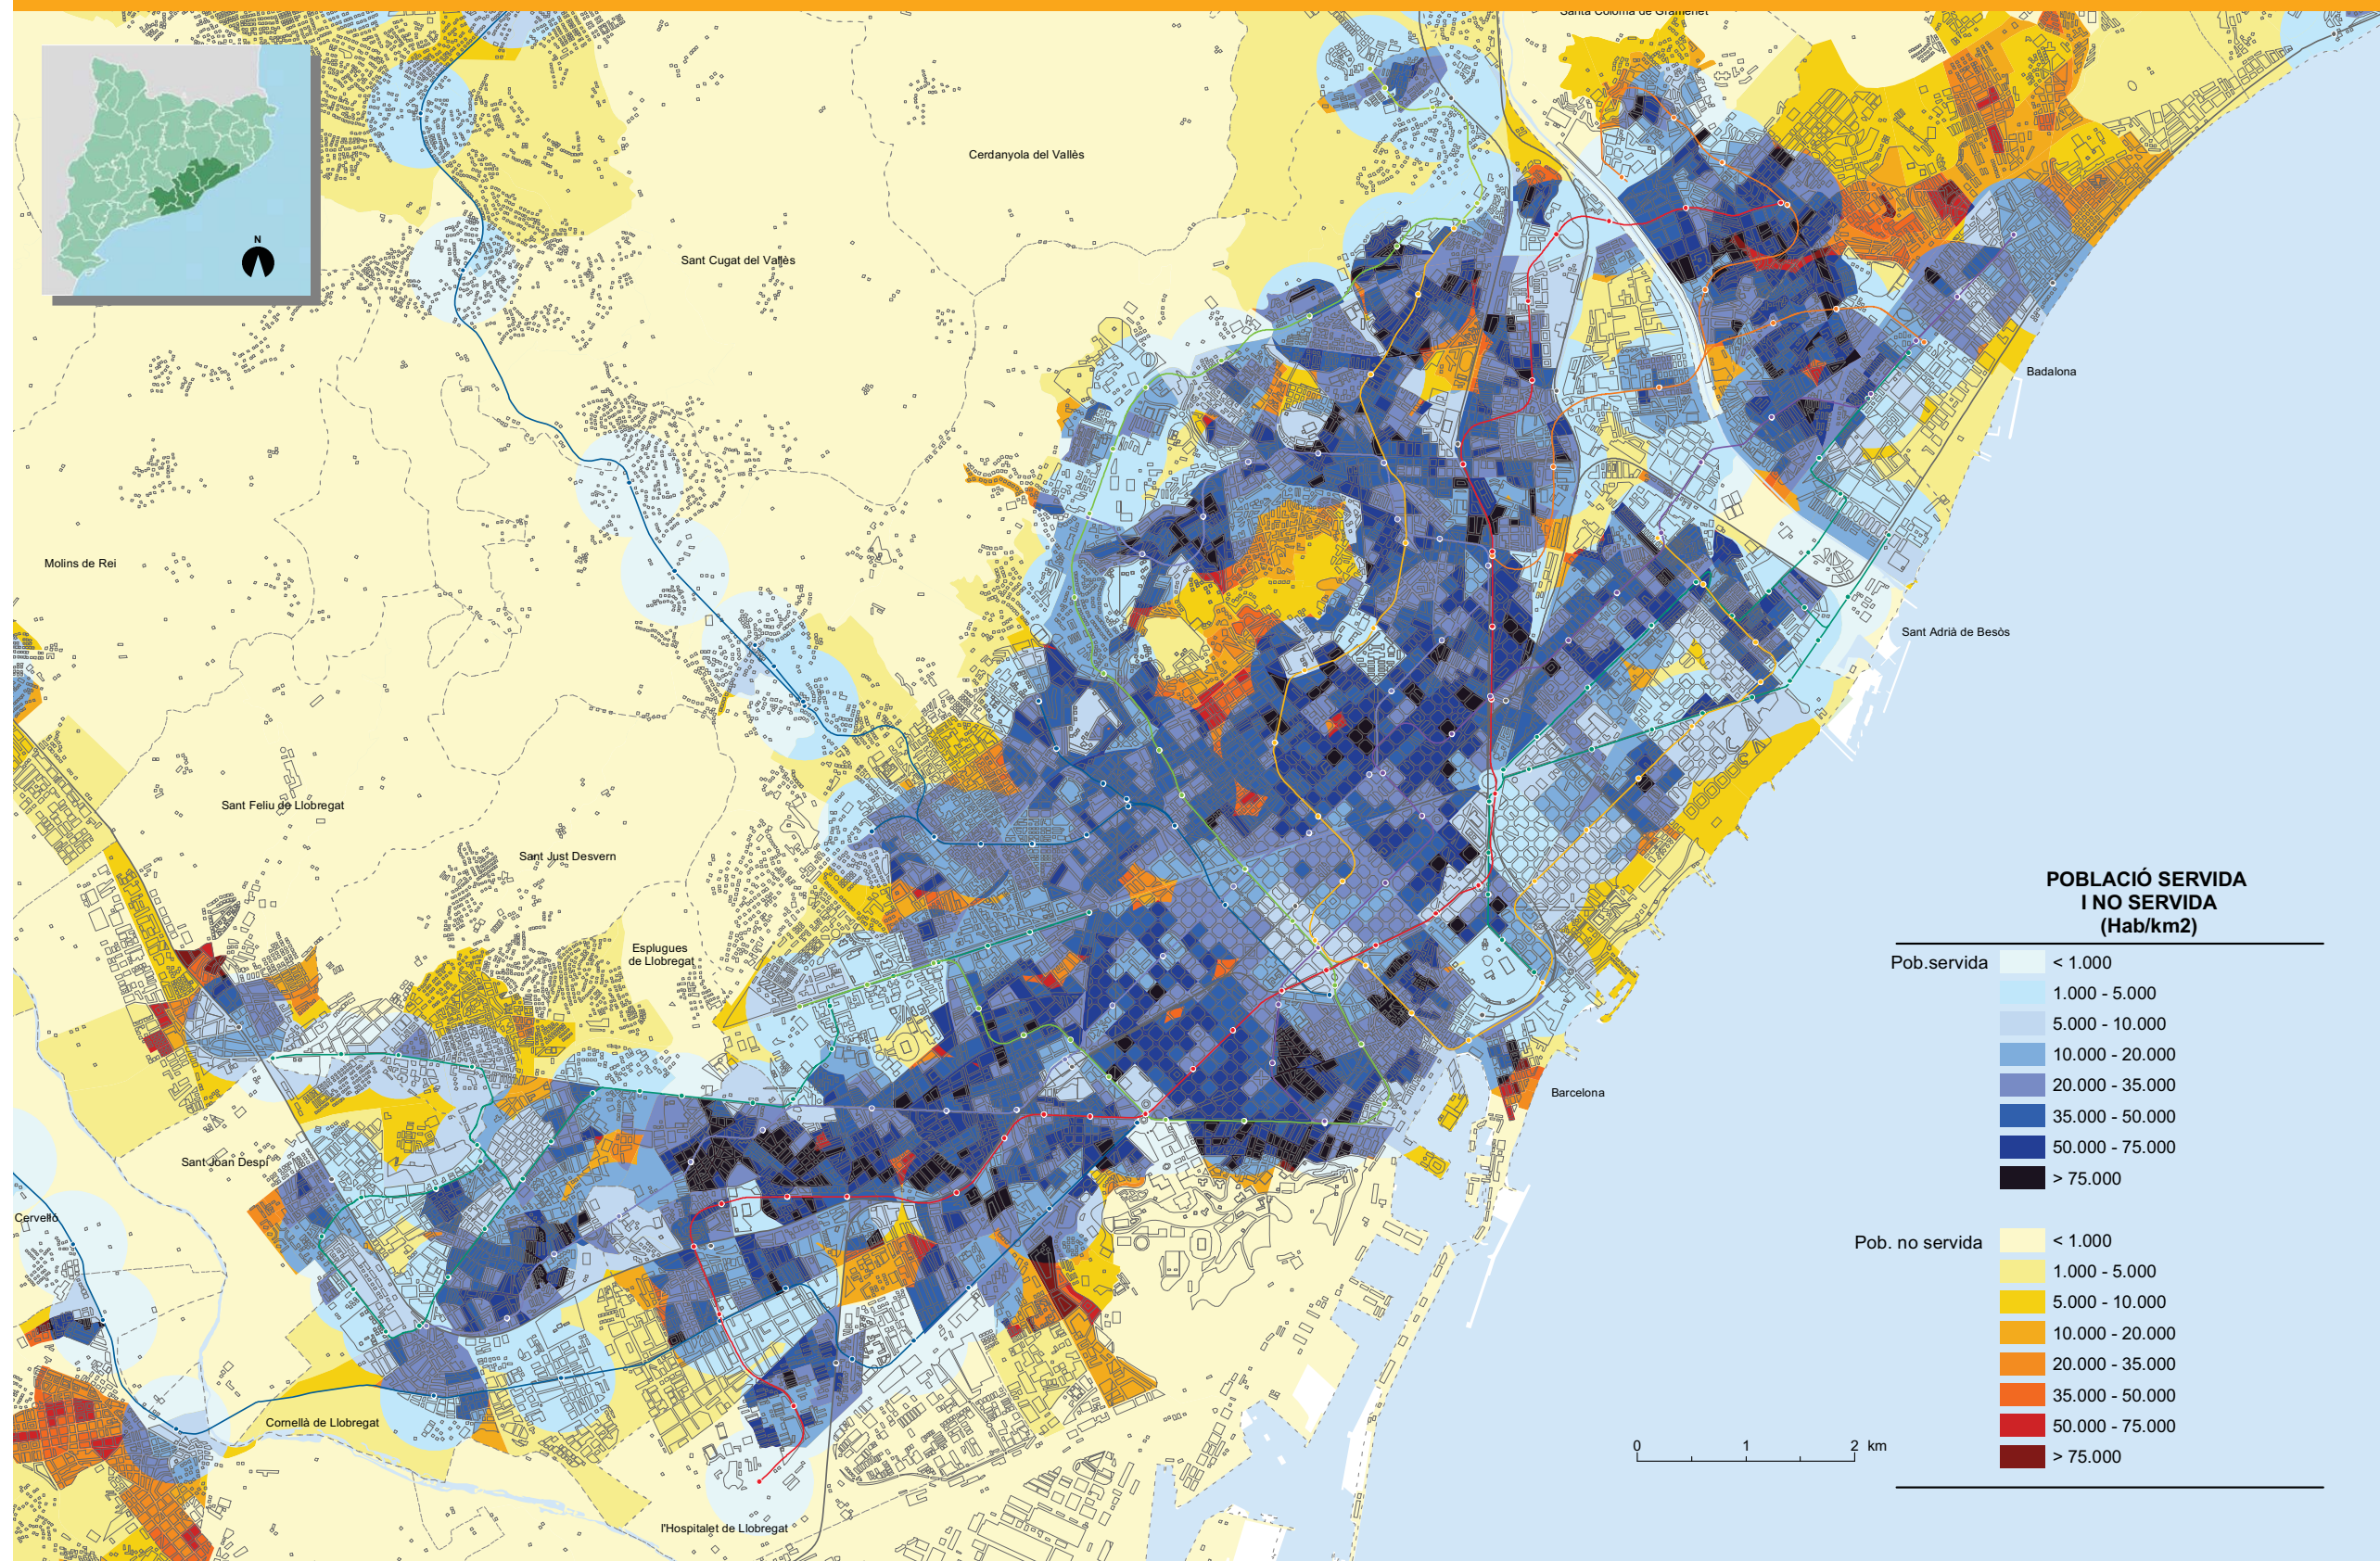 Santa Coloma de Gramenet
N
Cerdanyola del Vallès
Sant Cugat del Vallès
Badalona
Molins de Rei
Sant Adrià de Besòs
Sant Feliu de Llobregat
Sant Just Desvern
Esplugues
de Llobregat
Barcelona
Sant Joan Despí
Cervelló
Cornellà de Llobregat
l'Hospitalet de Llobregat
POBLACIÓ SERVIDA
I NO SERVIDA
(Hab/km2)
Pob.servida
< 1.000
1.000 - 5.000
5.000 - 10.000
10.000 - 20.000
20.000 - 35.000
35.000 - 50.000
50.000 - 75.000
> 75.000
Pob. no servida
< 1.000
1.000 - 5.000
5.000 - 10.000
10.000 - 20.000
20.000 - 35.000
35.000 - 50.000
50.000 - 75.000
> 75.000
0 1 2 km